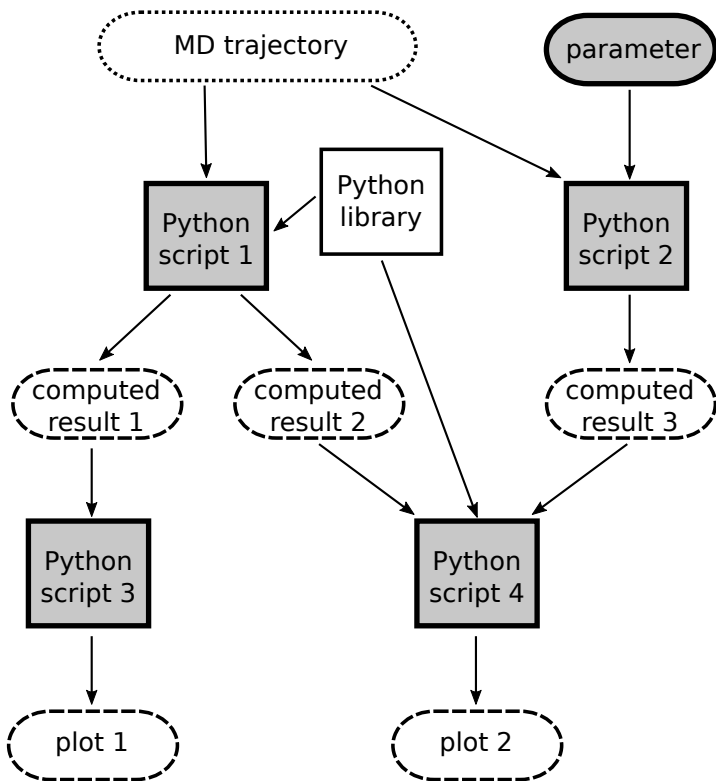 MD trajectory
parameter
Python
library
Python
script 1
Python
script 2
computed
result 1
computed
result 2
computed
result 3
Python
script 3
Python
script 4
plot 1
plot 2